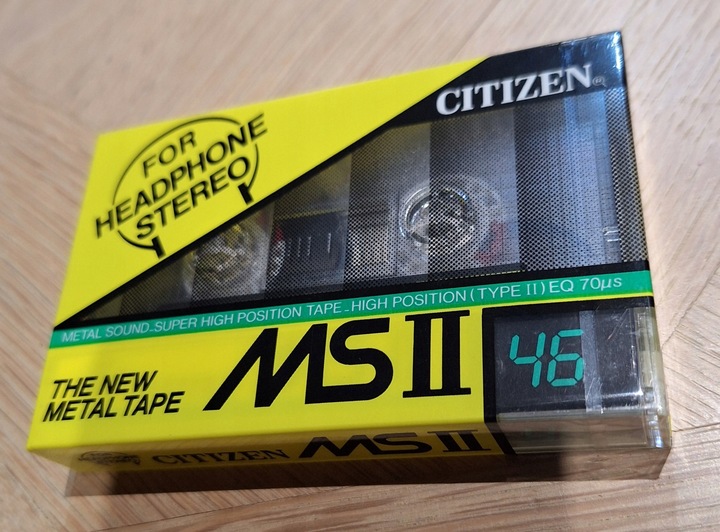 CITIZEN®
FOR
HEADPHONE
STEREO
METAL SOUND-SUPER HIGH POSITION TAPE-HIGH POSITION (TYPE II) EQ 70μs
THE NEW
METAL TAPE
MS II
46
CITIZEN MS II